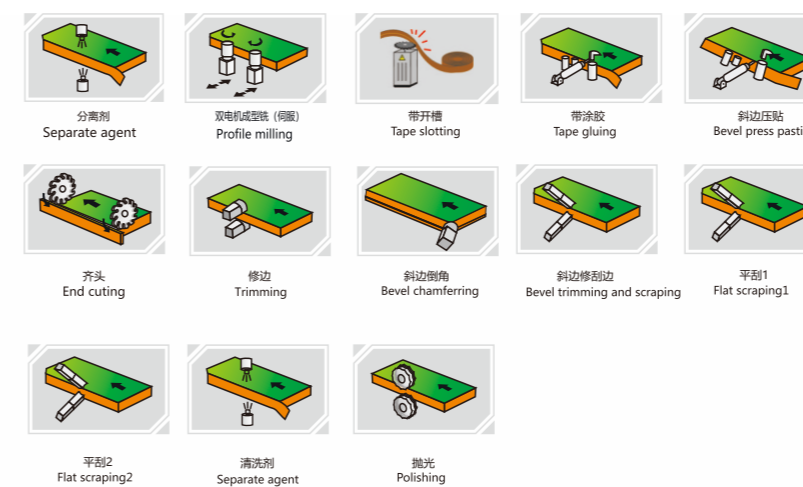 分离剂
Separate agent
双电机成型铣 (伺服)
Profile milling
带开槽
Tape slotting
带涂胶
Tape gluing
斜边压贴
Bevel press pasti
齐头
End cuting
修边
Trimming
斜边倒角
Bevel chamferring
斜边修刮边
Bevel trimming and scraping
平刮1
Flat scraping1
平刮2
Flat scraping2
清洗剂
Separate agent
抛光
Polishing